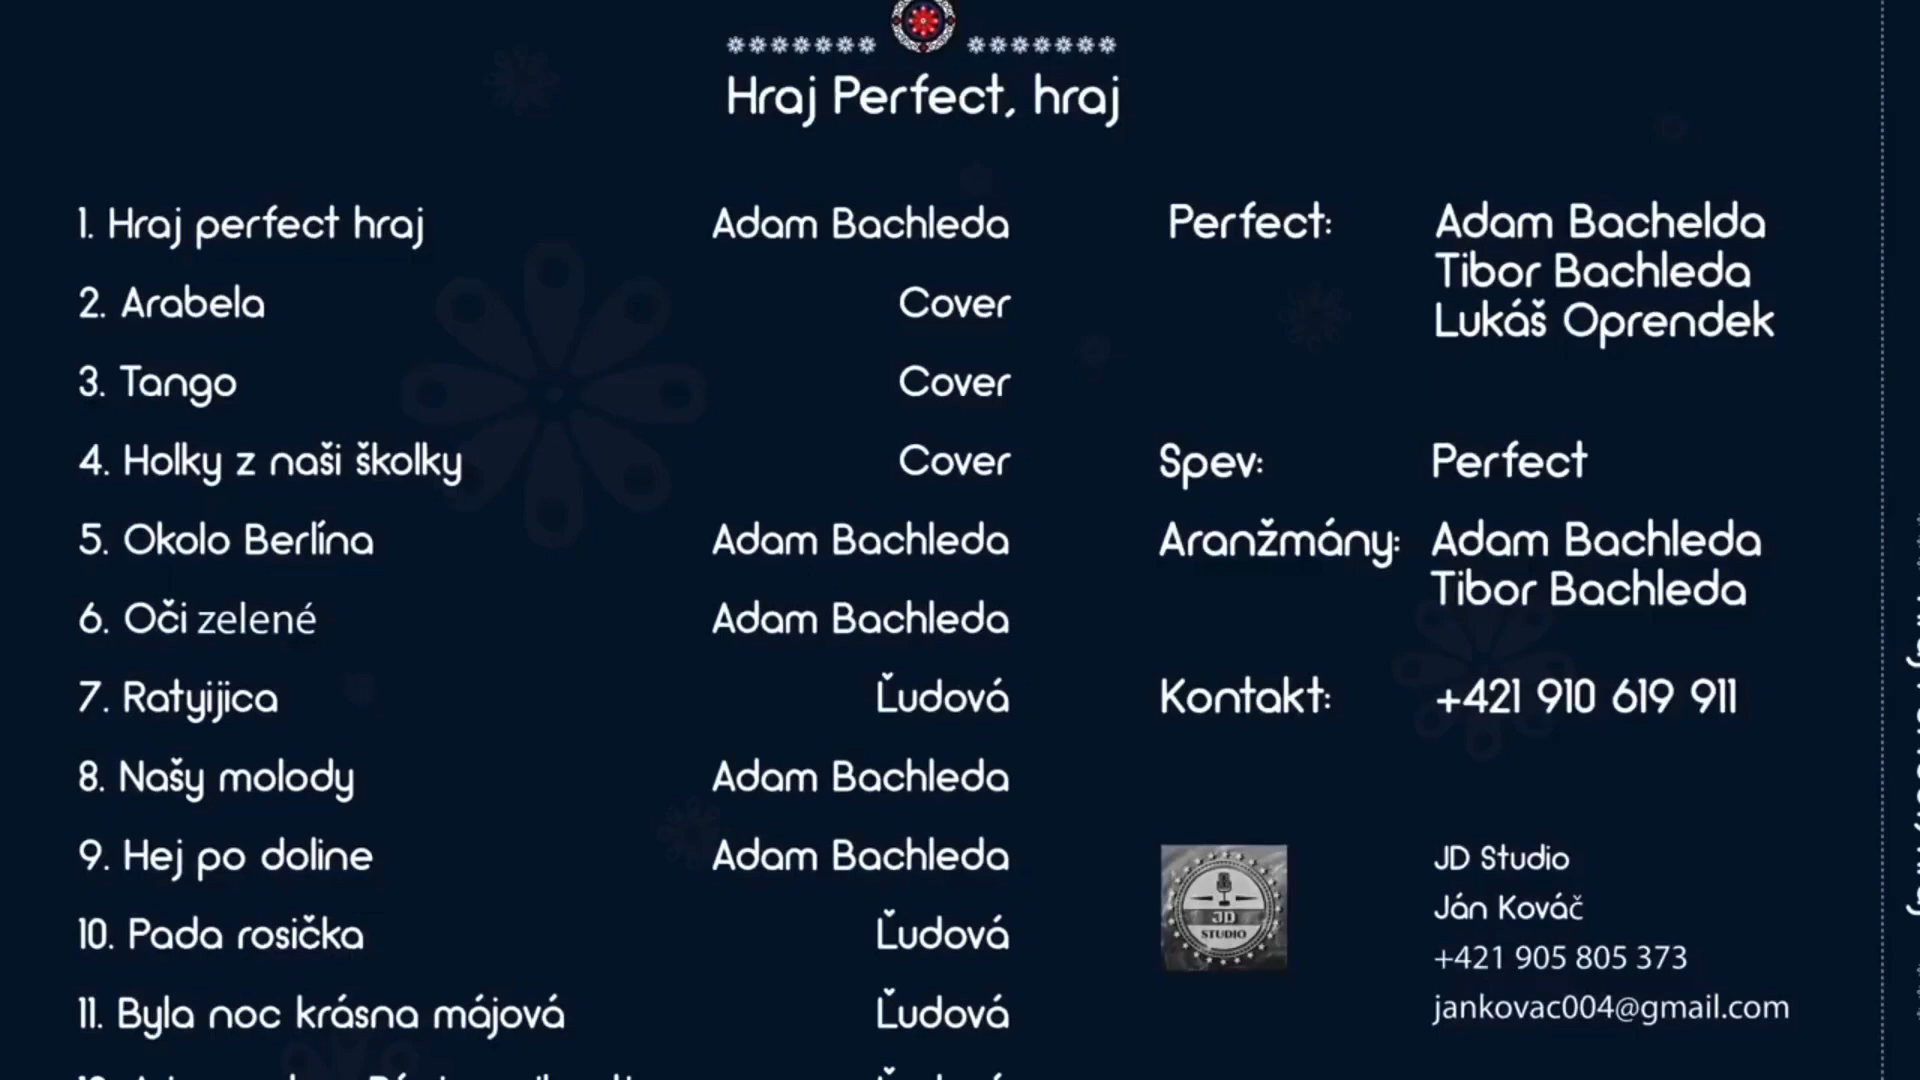 Hraj Perfect, hraj
1. Hraj perfect hraj Adam Bachleda
2. Arabela Cover
3. Tango Cover
4. Holky z naši školky Cover
5. Okolo Berlína Adam Bachleda
6. Oči zelené Adam Bachleda
7. Ratyijica Ľudová
8. Našy molody Adam Bachleda
9. Hej po doline Adam Bachleda
10. Pada rosička Ľudová
11. Byla noc krásna májová Ľudová
Perfect: Adam Bachelda
Tibor Bachleda
Lukáš Oprendek
Spev: Perfect
Aranžmány: Adam Bachleda
Tibor Bachleda
Kontakt: +421 910 619 911
JD
STUDIO
JD Studio
Ján Kováč
+421 905 805 373
jankovac004@gmail.com